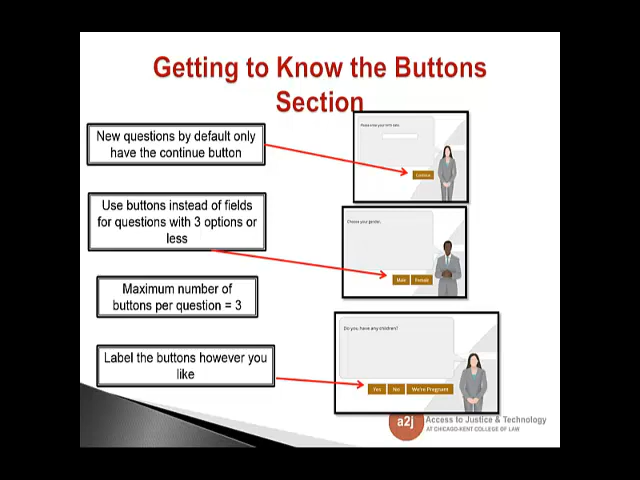 Getting to Know the Buttons
Section
New questions by default only
have the continue button
Continue
Use buttons instead of fields
for questions with 3 options or
less
Choose your gender.
Male
Female
Maximum number of
buttons per question = 3
Do you, have any children?
Label the buttons however you
like
Yes
No
We're Pregnant
a2j
Access to Justice & Technology
AT CHICAGO-KENT COLLEGE OF LAW